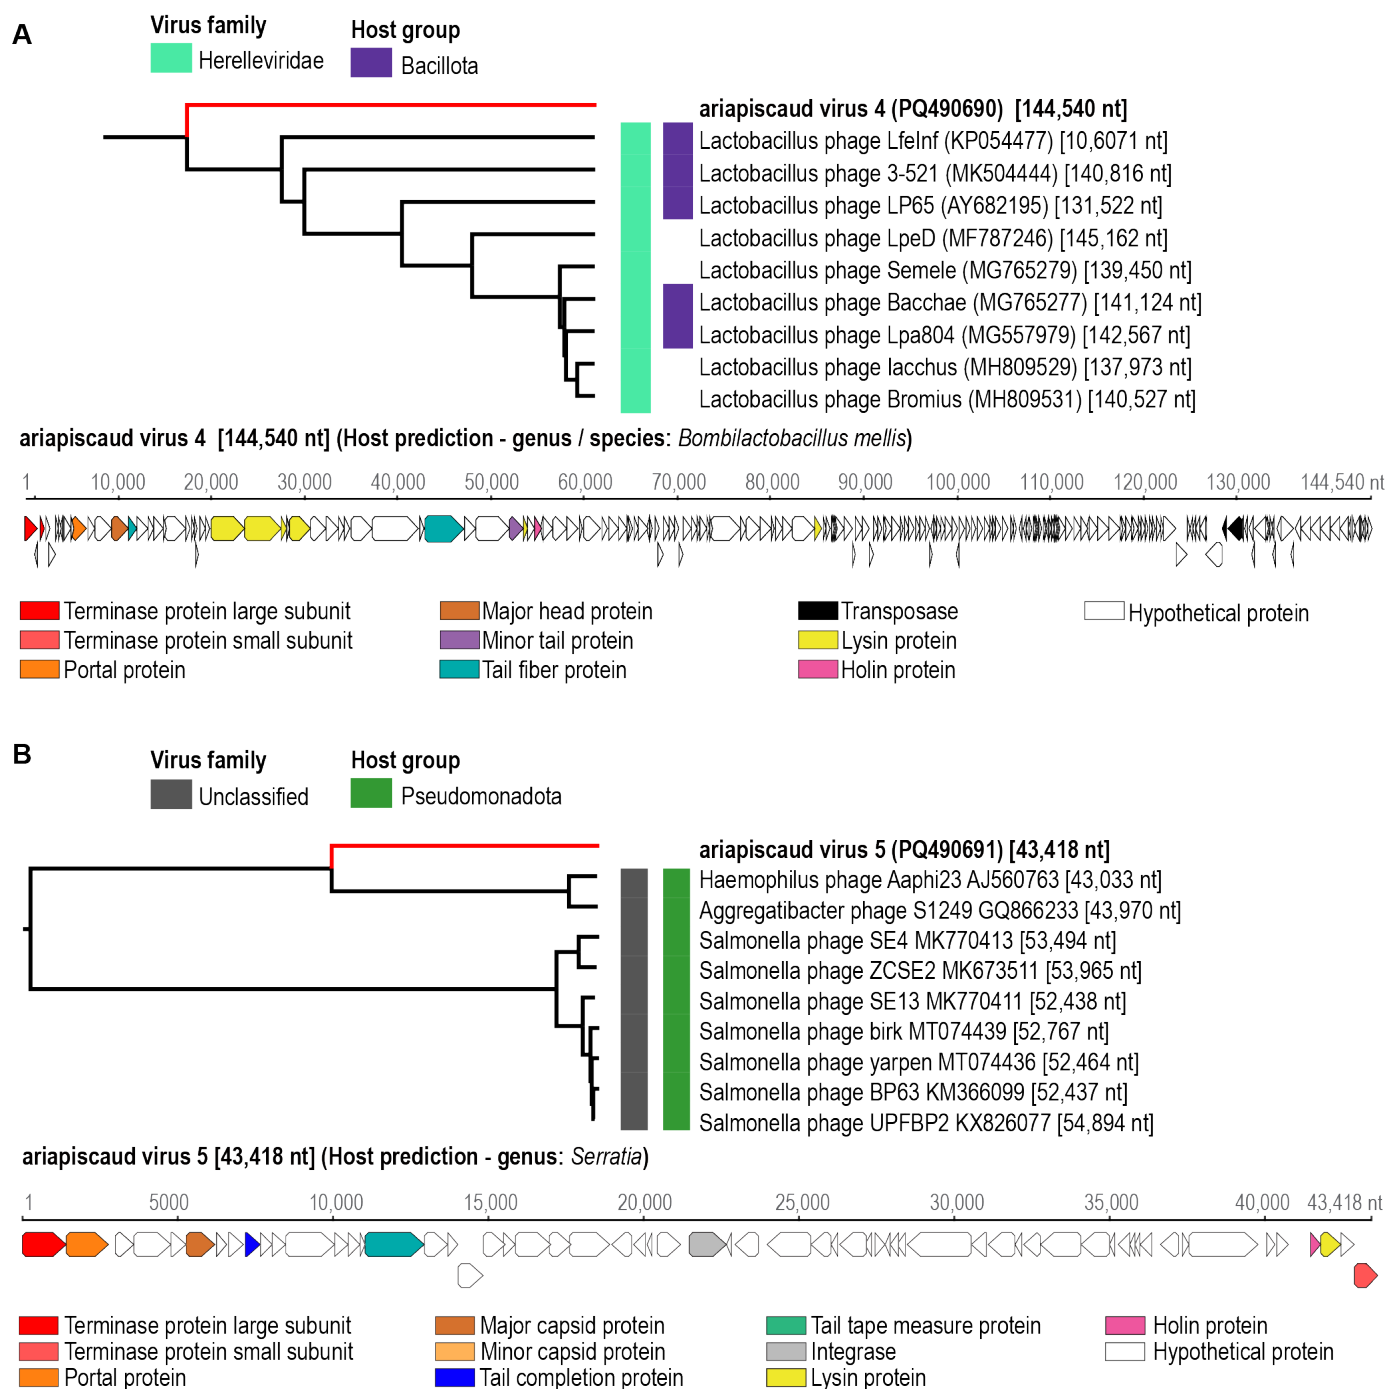 A
Virus family
Host group
Herelleviridae
Bacillota
ariapiscaud virus 4 (PQ490690) [144,540 nt]
Lactobacillus phage LfeInf (KP054477) [10,6071 nt]
Lactobacillus phage 3-521 (MK504444) [140,816 nt]
Lactobacillus phage LP65 (AY682195) [131,522 nt]
Lactobacillus phage LpeD (MF787246) [145,162 nt]
Lactobacillus phage Semele (MG765279) [139,450 nt]
Lactobacillus phage Bacchae (MG765277) [141,124 nt]
Lactobacillus phage Lpa804 (MG557979) [142,567 nt]
Lactobacillus phage Iacchus (MH809529) [137,973 nt]
Lactobacillus phage Bromius (MH809531) [140,527 nt]
ariapiscaud virus 4 [144,540 nt] (Host prediction - genus / species: Bombilactobacillus mellis)
1 10,000 20,000 30,000 40,000 50,000 60,000 70,000 80,000 90,000 100,000 110,000 120,000 130,000 144,540 nt
Terminase protein large subunit
Major head protein
Transposase
Hypothetical protein
Terminase protein small subunit
Minor tail protein
Lysin protein
Portal protein
Tail fiber protein
Holin protein
B
Virus family
Host group
Unclassified
Pseudomonadota
ariapiscaud virus 5 (PQ490691) [43,418 nt]
Haemophilus phage Aaphi23 AJ560763 [43,033 nt]
Aggregatibacter phage S1249 GQ866233 [43,970 nt]
Salmonella phage SE4 MK770413 [53,494 nt]
Salmonella phage ZCSE2 MK673511 [53,965 nt]
Salmonella phage SE13 MK770411 [52,438 nt]
Salmonella phage birk MT074439 [52,767 nt]
Salmonella phage yarpen MT074436 [52,464 nt]
Salmonella phage BP63 KM366099 [52,437 nt]
Salmonella phage UPFBP2 KX826077 [54,894 nt]
ariapiscaud virus 5 [43,418 nt] (Host prediction - genus: Serratia)
1 5000 10,000 15,000 20,000 25,000 30,000 35,000 40,000 43,418 nt
Terminase protein large subunit
Major capsid protein
Tail tape measure protein
Holin protein
Terminase protein small subunit
Minor capsid protein
Integrase
Hypothetical protein
Portal protein
Tail completion protein
Lysin protein